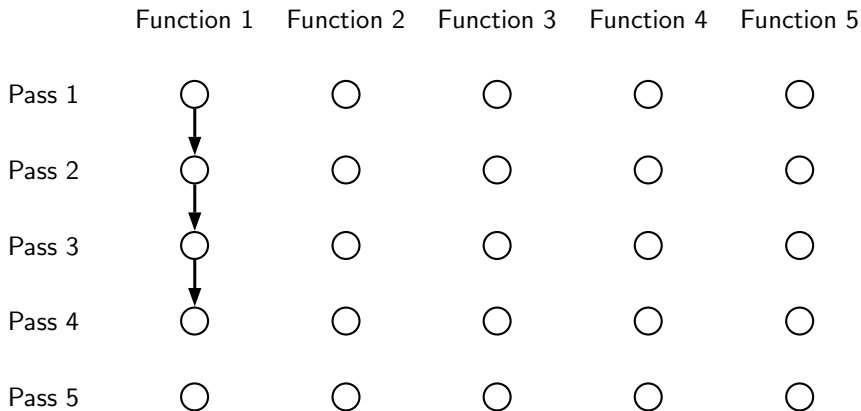 Function 1 Function 2 Function 3 Function 4 Function 5
Pass 1
Pass 2
Pass 3
Pass 4
Pass 5